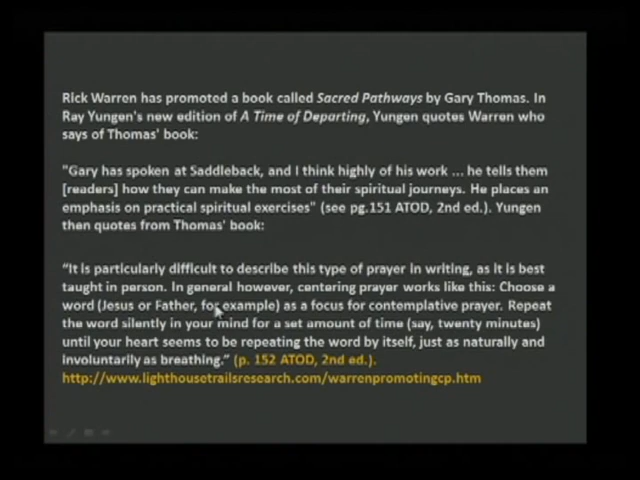 Rick Warren has promoted a book called Sacred Pathways by Gary Thomas. In
Ray Yungen's new edition of A Time of Departing, Yungen quotes Warren who
says of Thomas' book:
"Gary has spoken at Saddleback, and I think highly of his work ... he tells them
[readers] how they can make the most of their spiritual journeys. He places an
emphasis on practical spiritual exercises" (see pg.151 ATOD, 2nd ed.). Yungen
then quotes from Thomas' book:
“It is particularly difficult to describe this type of prayer in writing, as it is best
taught in person. In general however, centering prayer works like this: Choose a
word (Jesus or Father, for example) as a focus for contemplative prayer. Repeat
the word silently in your mind for a set amount of time (say, twenty minutes)
until your heart seems to be repeating the word by itself, just as naturally and
involuntarily as breathing.” (p. 152 ATOD, 2nd ed.).
http://www.lighthousetrailsresearch.com/warrenpromotingcp.htm